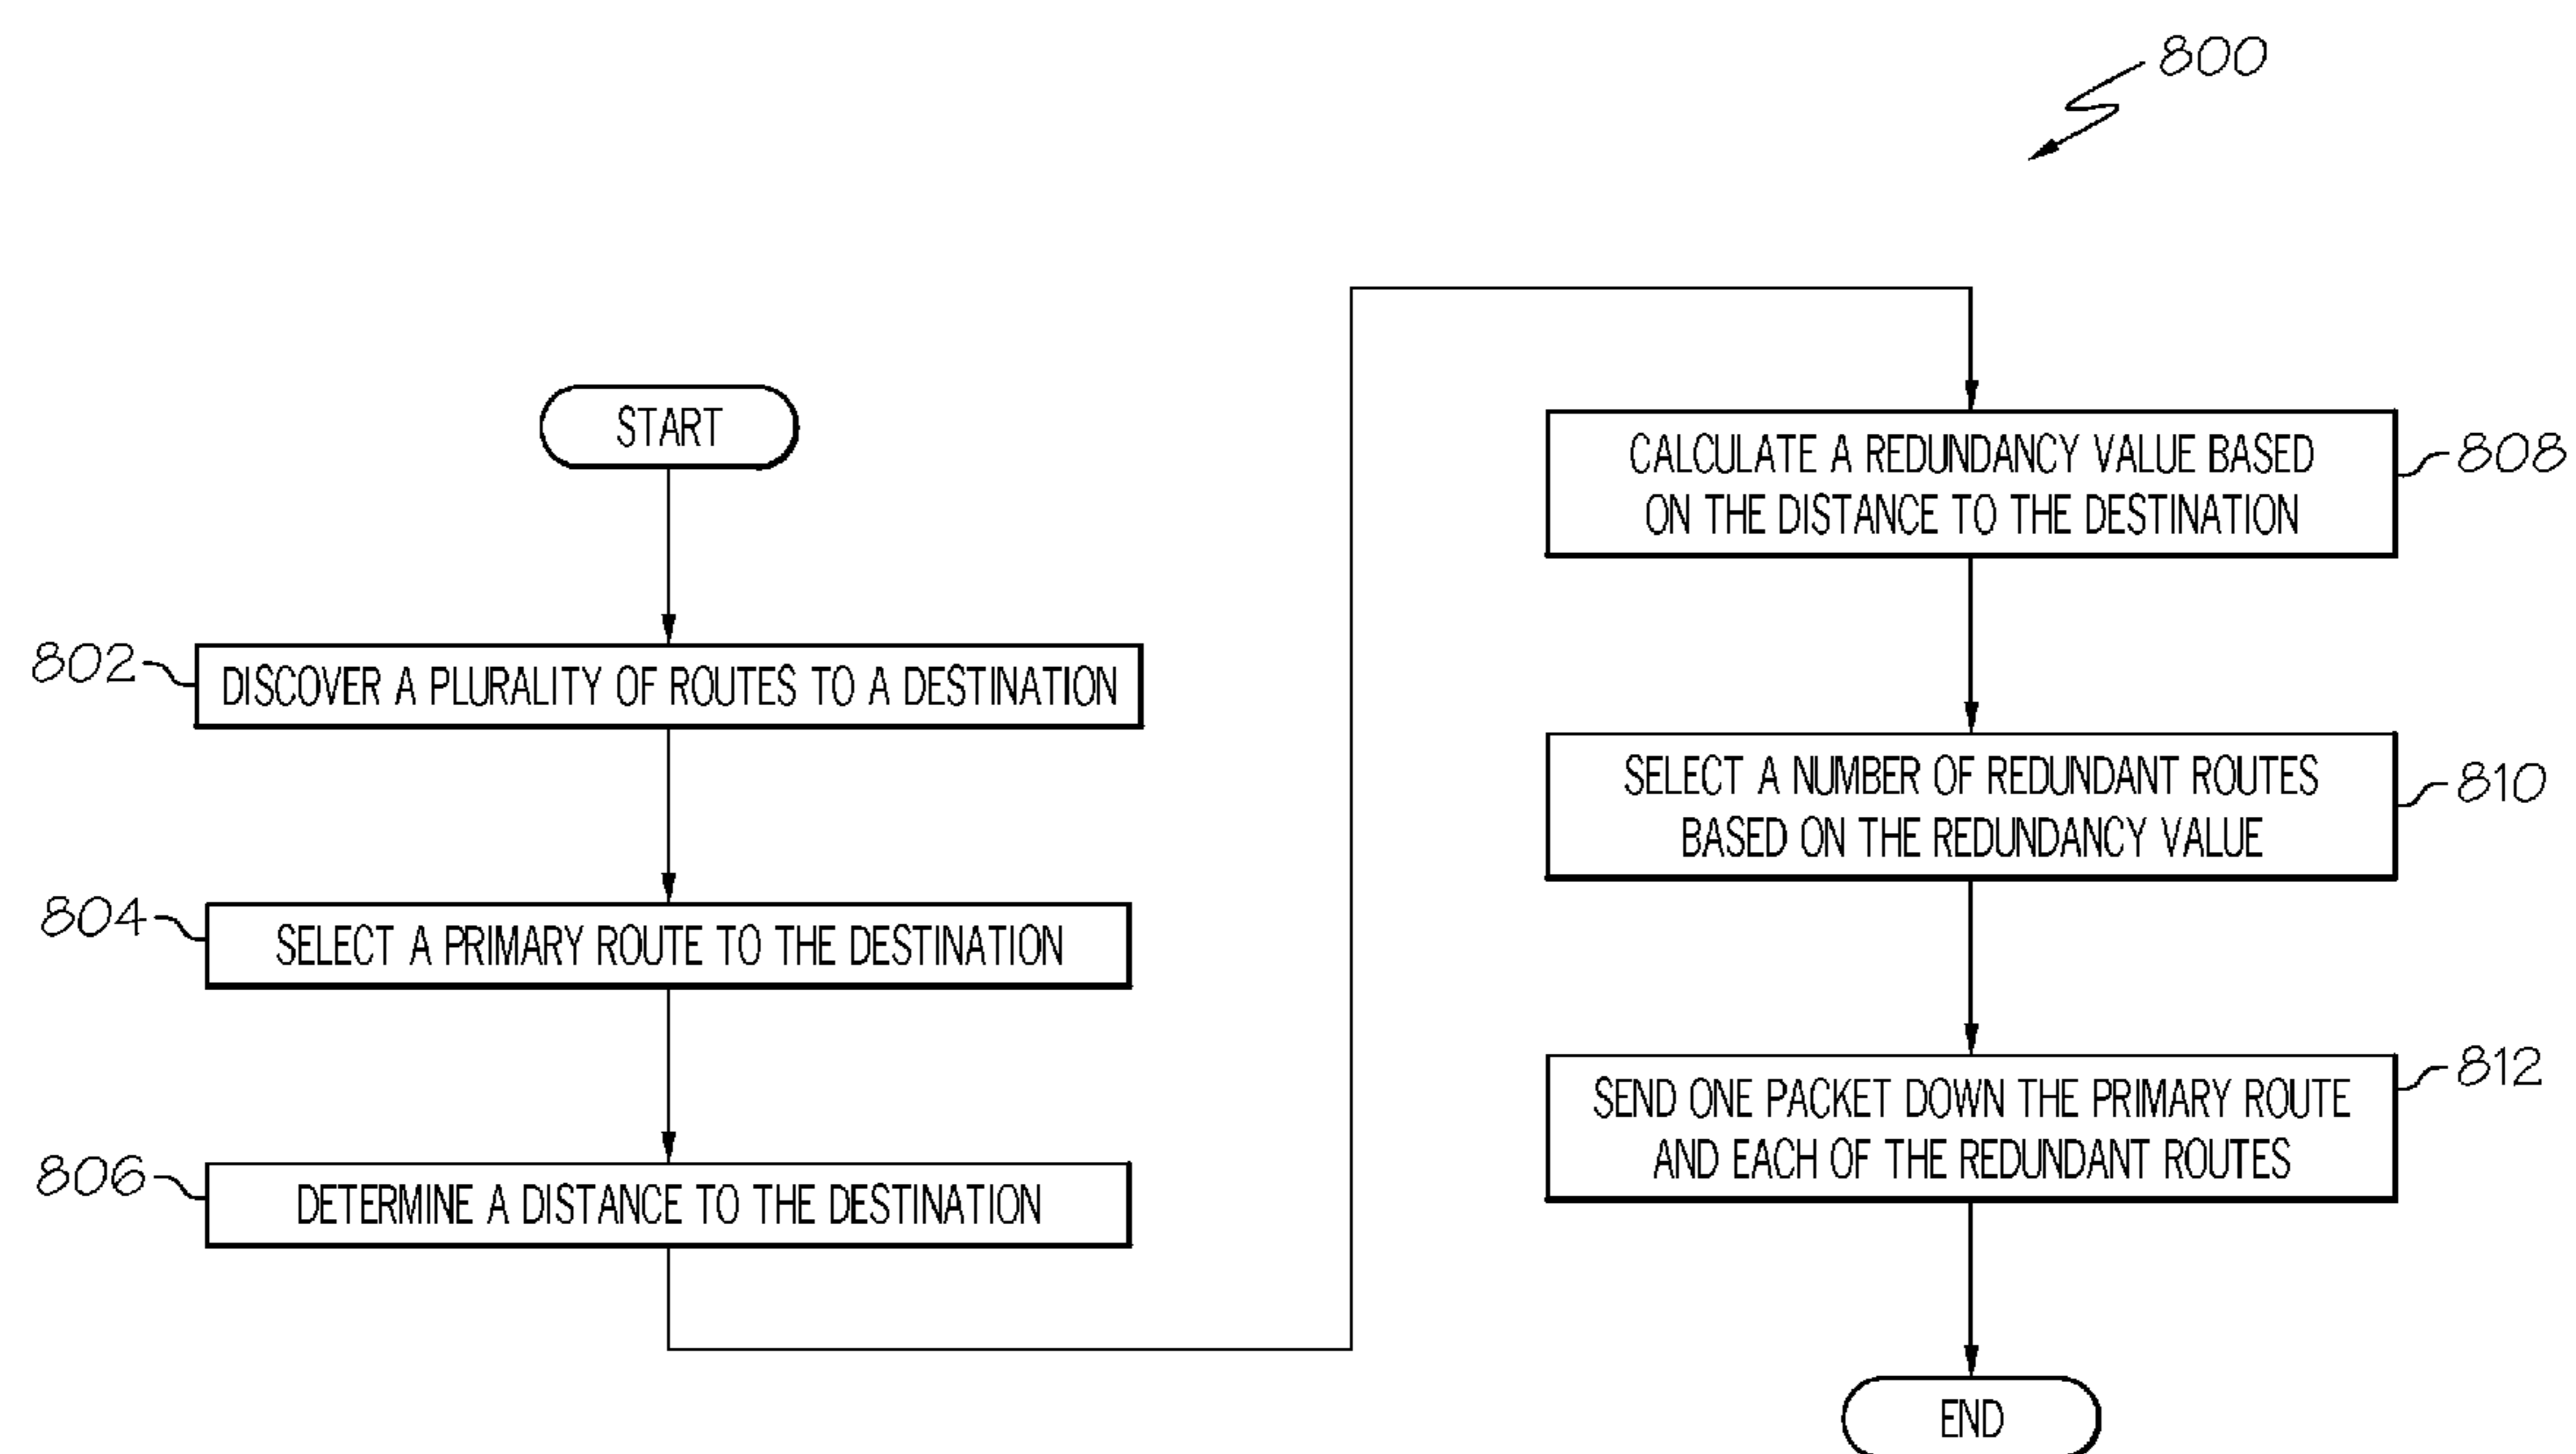 800
START
802
DISCOVER A PLURALITY OF ROUTES TO A DESTINATION
804
SELECT A PRIMARY ROUTE TO THE DESTINATION
806
DETERMINE A DISTANCE TO THE DESTINATION
CALCULATE A REDUNDANCY VALUE BASED
ON THE DISTANCE TO THE DESTINATION
808
SELECT A NUMBER OF REDUNDANT ROUTES
BASED ON THE REDUNDANCY VALUE
810
SEND ONE PACKET DOWN THE PRIMARY ROUTE
AND EACH OF THE REDUNDANT ROUTES
812
END